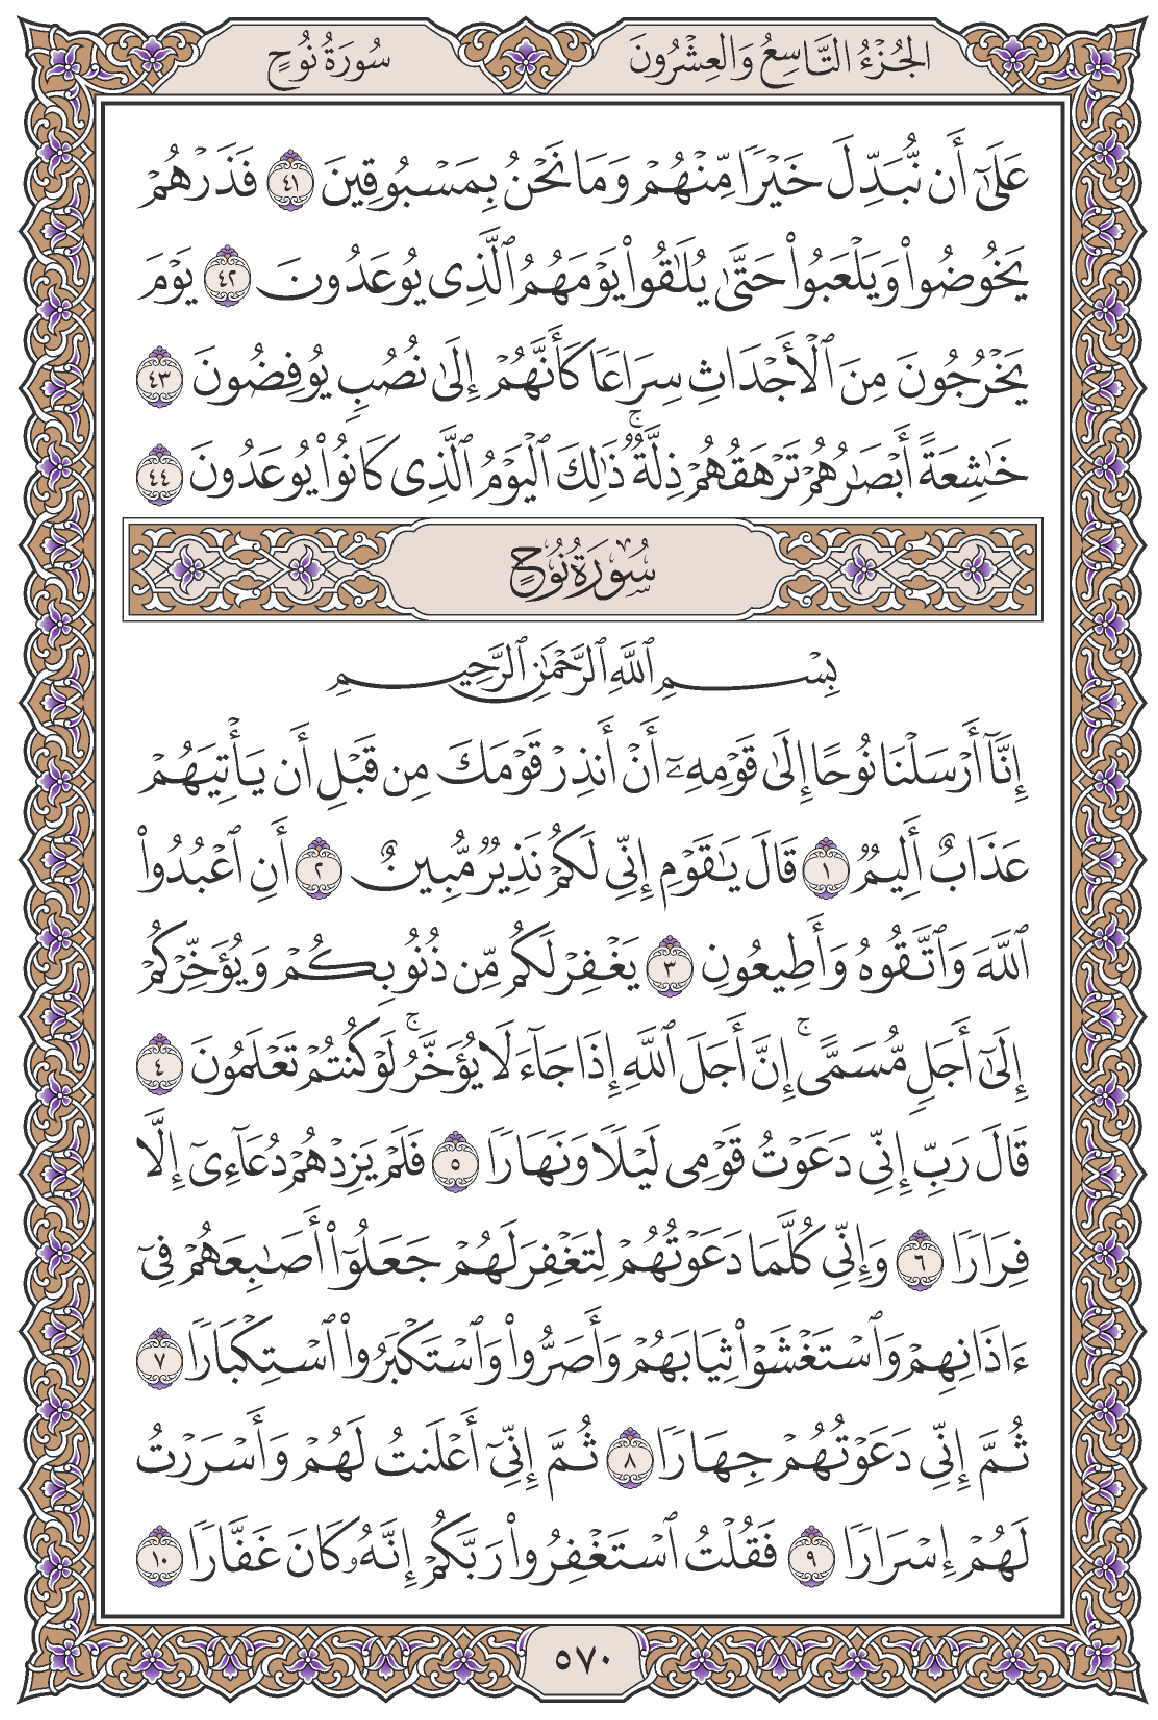 الجُزْءُ التَّاسِعُ وَالعِشْرُونَ
سُورَةُ نُوحٍ
عَلَىٰٓ أَن نُّبَدِّلَ خَيۡرٗا مِّنۡهُمۡ وَمَا نَحۡنُ بِمَسۡبُوقِينَ ٤١ فَذَرۡهُمۡ
يَخُوضُواْ وَيَلۡعَبُواْ حَتَّىٰ يُلَٰقُواْ يَوۡمَهُمُ ٱلَّذِي يُوعَدُونَ ٤٢ يَوۡمَ
يَخۡرُجُونَ مِنَ ٱلۡأَجۡدَاثِ سِرَاعٗا كَأَنَّهُمۡ إِلَىٰ نُصُبٖ يُوفِضُونَ ٤٣
خَٰشِعَةً أَبۡصَٰرُهُمۡ تَرۡهَقُهُمۡ ذِلَّةٞۚ ذَٰلِكَ ٱلۡيَوۡمُ ٱلَّذِي كَانُواْ يُوعَدُونَ ٤٤
سُورَةُ نُوحٍ
بِسۡمِ ٱللَّهِ ٱلرَّحۡمَٰنِ ٱلرَّحِيمِ
إِنَّآ أَرۡسَلۡنَا نُوحًا إِلَىٰ قَوۡمِهِۦٓ أَنۡ أَنذِرۡ قَوۡمَكَ مِن قَبۡلِ أَن يَأۡتِيَهُمۡ
عَذَابٌ أَلِيمٞ ١ قَالَ يَٰقَوۡمِ إِنِّي لَكُمۡ نَذِيرٞ مُّبِينٌ ٢ أَنِ ٱعۡبُدُواْ
ٱللَّهَ وَٱتَّقُوهُ وَأَطِيعُونِ ٣ يَغۡفِرۡ لَكُم مِّن ذُنُوبِكُمۡ وَيُؤَخِّرۡكُمۡ
إِلَىٰٓ أَجَلٖ مُّسَمًّىۚ إِنَّ أَجَلَ ٱللَّهِ إِذَا جَآءَ لَا يُؤَخَّرُۚ لَوۡ كُنتُمۡ تَعۡلَمُونَ ٤
قَالَ رَبِّ إِنِّي دَعَوۡتُ قَوۡمِي لَيۡلٗا وَنَهَارٗا ٥ فَلَمۡ يَزِدۡهُمۡ دُعَآءِيٓ إِلَّا
فِرَارٗا ٦ وَإِنِّي كُلَّمَا دَعَوۡتُهُمۡ لِتَغۡفِرَ لَهُمۡ جَعَلُوٓاْ أَصَٰبِعَهُمۡ فِيٓ
ءَاذَانِهِمۡ وَٱسۡتَغۡشَوۡاْ ثِيَابَهُمۡ وَأَصَرُّواْ وَٱسۡتَكۡبَرُواْ ٱسۡتِكۡبَارٗا ٧
ثُمَّ إِنِّي دَعَوۡتُهُمۡ جِهَارٗا ٨ ثُمَّ إِنِّيٓ أَعۡلَنتُ لَهُمۡ وَأَسۡرَرۡتُ
لَهُمۡ إِسۡرَارٗا ٩ فَقُلۡتُ ٱسۡتَغۡفِرُواْ رَبَّكُمۡ إِنَّهُۥ كَانَ غَفَّارٗا ١٠
٥٧٠